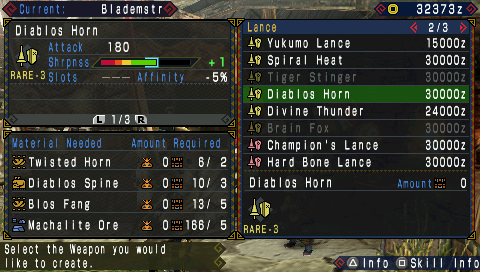 Current: Blademstr
32373z
Diablos Horn
Attack 180
Shrpnss +1
RARE-3 Slots --- Affinity -5%
L 1/3 R
Material Needed Amount Required
Twisted Horn 0 6/ 2
Diablos Spine 0 10/ 3
Blos Fang 0 13/ 5
Machalite Ore 0 166/ 5
Select the Weapon you would
like to create.
Lance 2/3
Yukumo Lance 15000z
Spiral Heat 30000z
Tiger Stinger 30000z
Diablos Horn 30000z
Divine Thunder 24000z
Brain Fox 30000z
Champion's Lance 30000z
Hard Bone Lance 30000z
Diablos Horn Amount 0
RARE-3
Info Skill Info